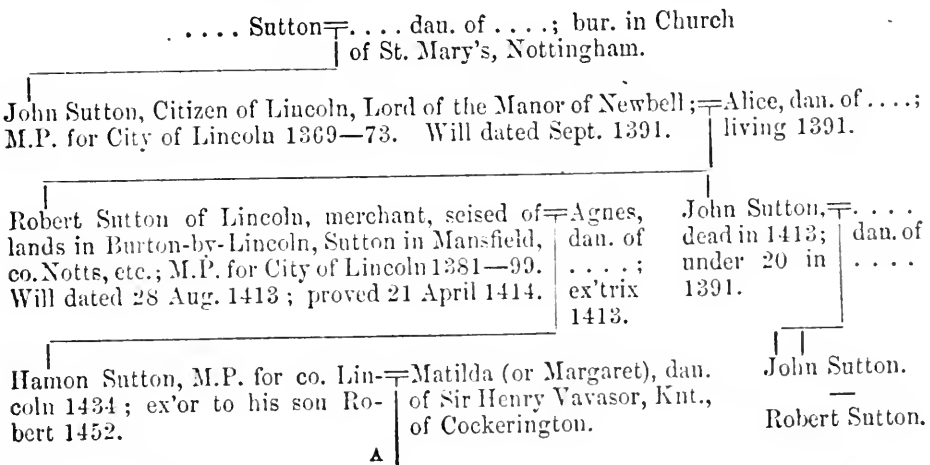 . . . . Sutton=. . . . dau. of . . . .; bur. in Church
of St. Mary's, Nottingham.
John Sutton, Citizen of Lincoln, Lord of the Manor of Newbell;=Alice, dau. of . . . .;
M.P. for City of Lincoln 1369—73. Will dated Sept. 1391.
living 1391.
Robert Sutton of Lincoln, merchant, seised of=Agnes,
lands in Burton-by-Lincoln, Sutton in Mansfield,
dau. of
co. Notts, etc.; M.P. for City of Lincoln 1381—99.
. . . . ;
Will dated 28 Aug. 1413; proved 21 April 1414.
ex'trix
1413.
John Sutton,=. . . .
dead in 1413;
dau. of
under 20 in
. . . .
1391.
Hamon Sutton, M.P. for co. Lin-=Matilda (or Margaret), dau.
coln 1434; ex'or to his son Ro-
of Sir Henry Vavasor, Knt.,
bert 1452.
of Cockerington.
A
John Sutton.
—
Robert Sutton.